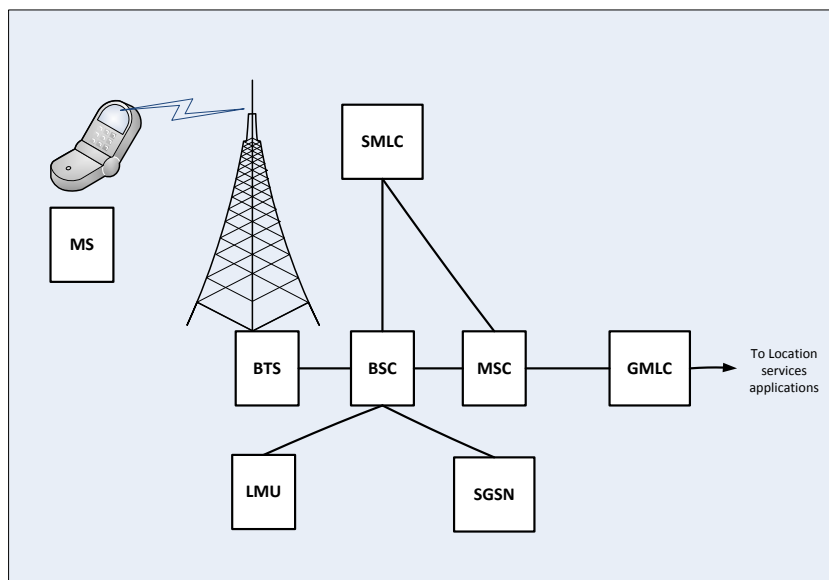 SMLC
MS
BTS
BSC
MSC
GMLC
To Location
services
applications
LMU
SGSN